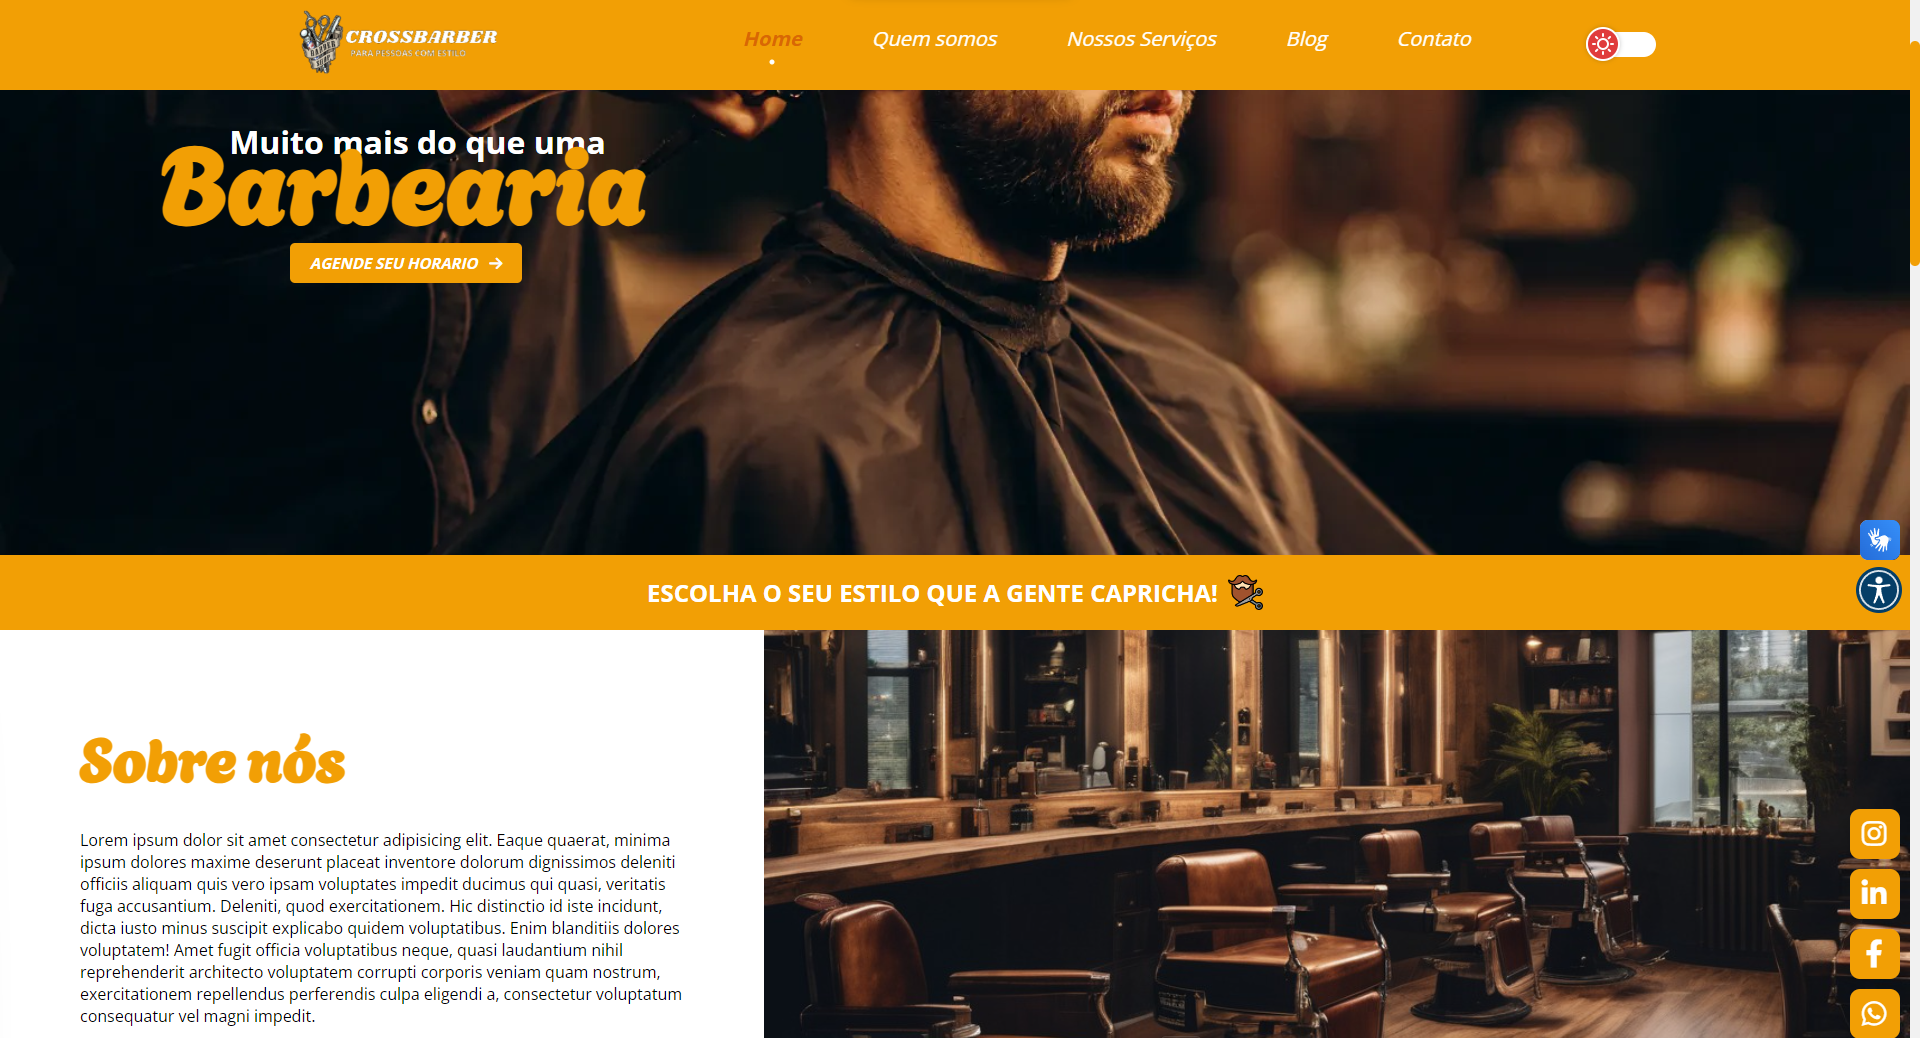 CROSSBARBER
PARA PESSOAS COM ESTILO
Home
Quem somos
Nossos Serviços
Blog
Contato
Muito mais do que uma
Barbearia
AGENDE SEU HORARIO
ESCOLHA O SEU ESTILO QUE A GENTE CAPRICHA!
Sobre nós
Lorem ipsum dolor sit amet consectetur adipisicing elit. Eaque quaerat, minima
ipsum dolores maxime deserunt placeat inventore dolorum dignissimos deleniti
officiis aliquam quis vero ipsam voluptates impedit ducimus qui quasi, veritatis
fuga accusantium. Deleniti, quod exercitationem. Hic distinctio id iste incidunt,
dicta iusto minus suscipit explicabo quidem voluptatibus. Enim blanditiis dolores
voluptatem! Amet fugit officia voluptatibus neque, quasi laudantium nihil
reprehenderit architecto voluptatem corrupti corporis veniam quam nostrum,
exercitationem repellendus perferendis culpa eligendi a, consectetur voluptatum
consequatur vel magni impedit.